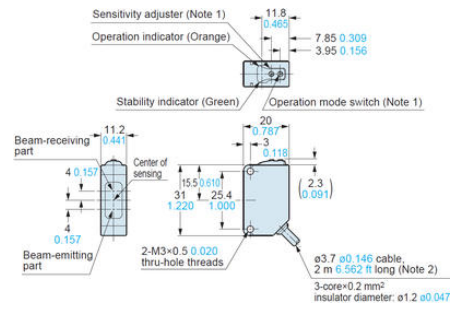 Sensitivity adjuster (Note 1)
11.8
0.465
Operation indicator (Orange)
7.85 0.309
3.95 0.156
Stability indicator (Green)
Operation mode switch (Note 1)
11.2
0.441
20
0.787
3
0.118
Beam-receiving
part
Center of
sensing
4 0.157
15.5 0.610
31
1.220
25.4
1.000
(2.3
0.091)
4
0.157
Beam-emitting
part
2-M3×0.5 0.020
thru-hole threads
ø3.7 ø0.146 cable,
2 m 6.562 ft long (Note 2)
3-core×0.2 mm²
insulator diameter: ø1.2 ø0.047